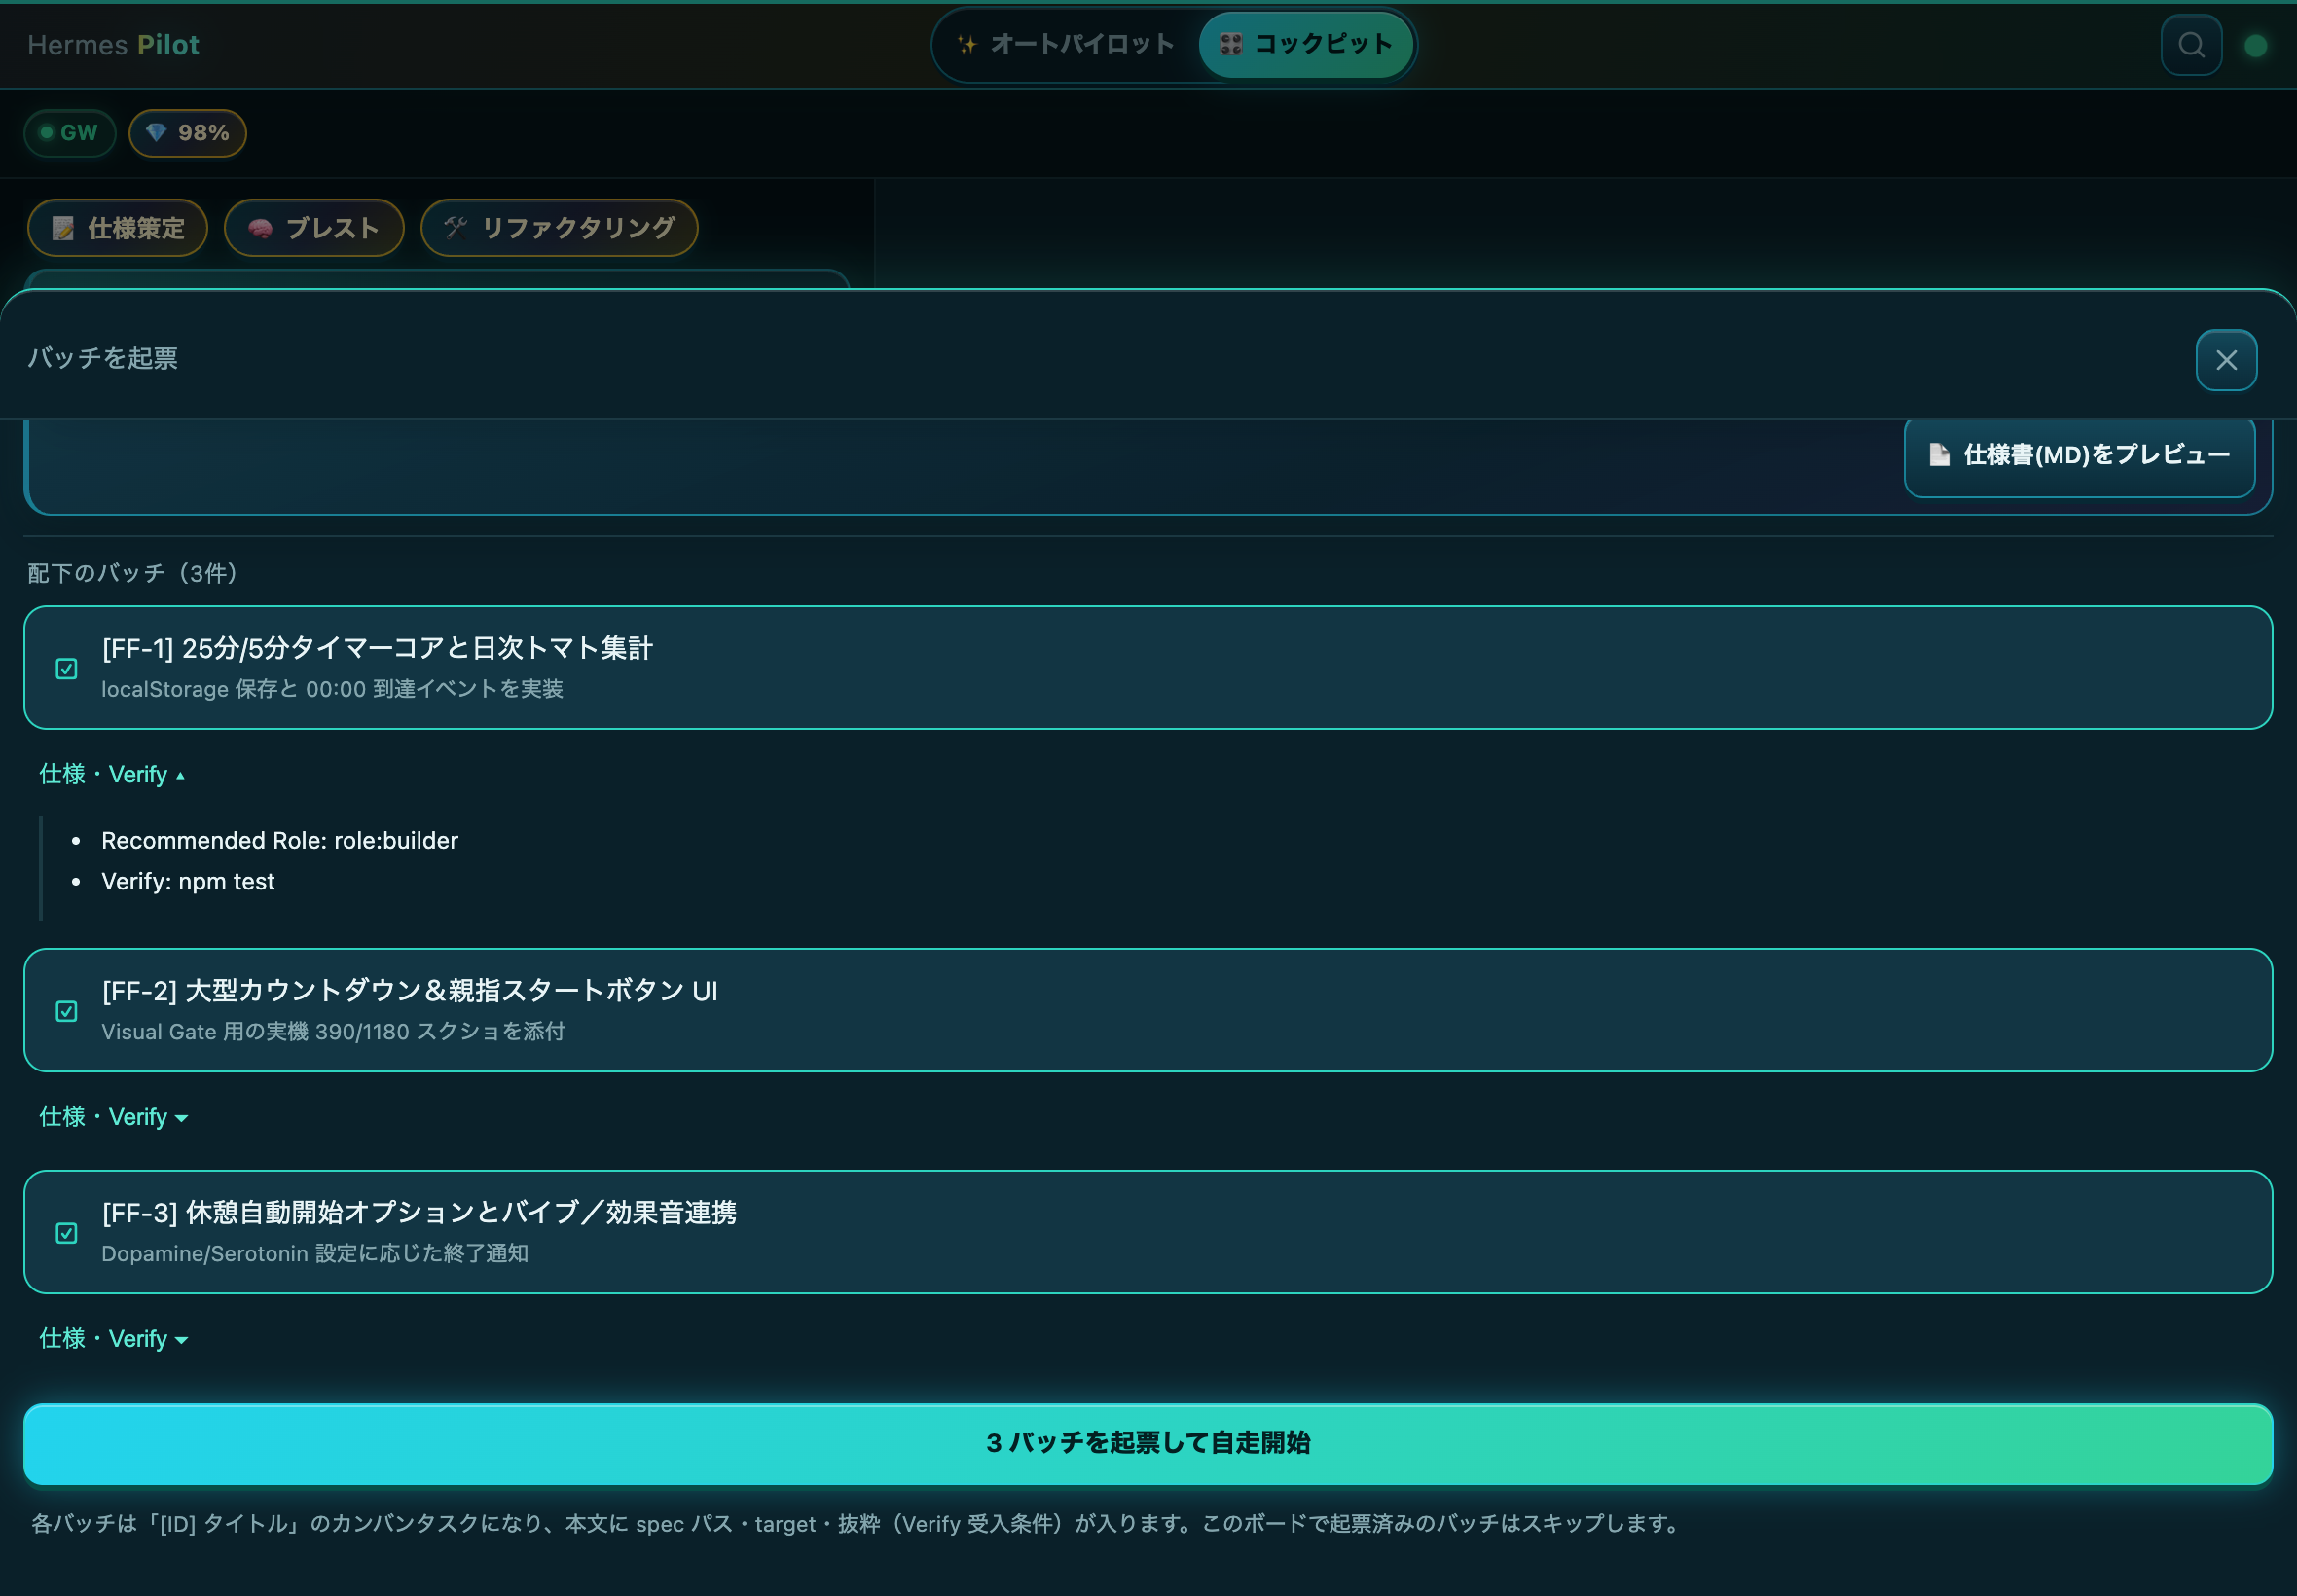 Hermes Pilot
オートパイロット
コックピット
GW
98%
仕様策定
ブレスト
リファクタリング
バッチを起票
仕様書(MD)をプレビュー
配下のバッチ（3件）
[FF-1] 25分/5分タイマーコアと日次トマト集計
localStorage 保存と 00:00 到達イベントを実装
仕様・Verify ▴
• Recommended Role: role:builder
• Verify: npm test
[FF-2] 大型カウントダウン＆親指スタートボタン UI
Visual Gate 用の実機 390/1180 スクショを添付
仕様・Verify ▾
[FF-3] 休憩自動開始オプションとバイブ／効果音連携
Dopamine/Serotonin 設定に応じた終了通知
仕様・Verify ▾
3 バッチを起票して自走開始
各バッチは「[ID] タイトル」のカンバンタスクになり、本文に spec パス・target・抜粋（Verify 受入条件）が入ります。このボードで起票済みのバッチはスキップします。